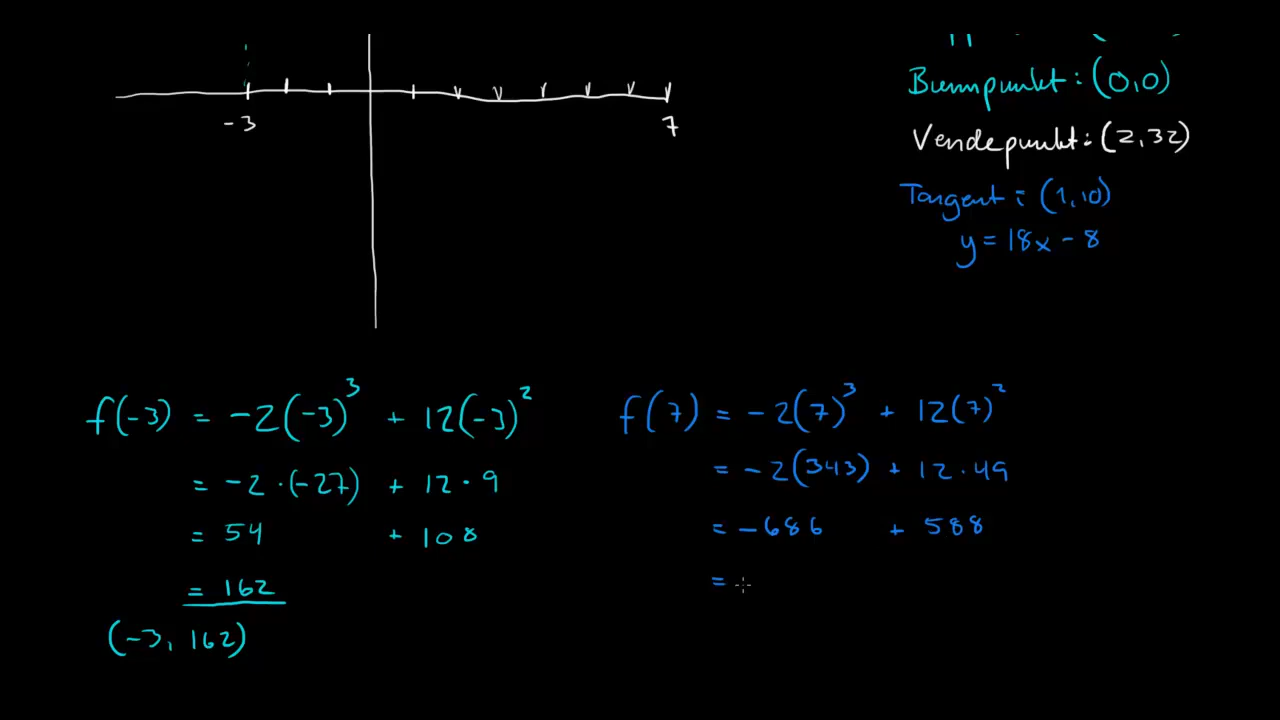 Bunnpunkt: (0,0)
-3
7
Vendepunkt: (2,32)
Tangent: (1,10)
y = 18x - 8
f(-3) = -2(-3)³ + 12(-3)²
= -2 · (-27) + 12 · 9
= 54 + 108
= 162
(-3, 162)
f(7) = -2(7)³ + 12(7)²
= -2(343) + 12 · 49
= -686 + 588
=